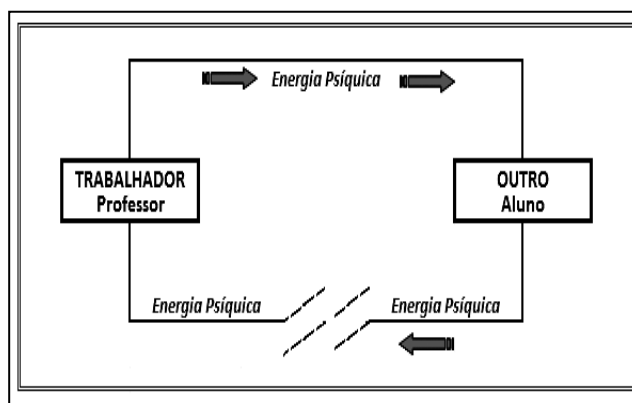 Energia Psíquica
TRABALHADOR
Professor
OUTRO
Aluno
Energia Psíquica
Energia Psíquica